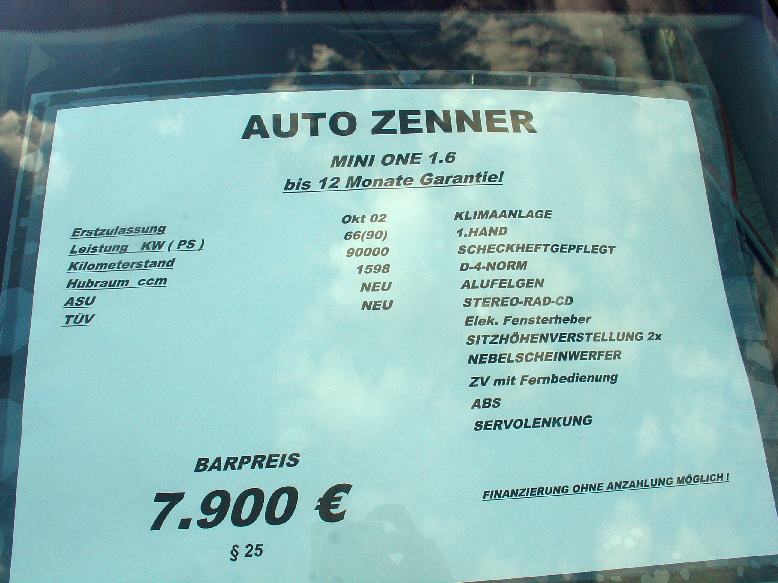 AUTO ZENNER
MINI ONE 1.6
bis 12 Monate Garantie!
Erstzulassung Okt 02
Leistung KW ( PS ) 66(90)
Kilometerstand 90000
Hubraum ccm 1598
ASU NEU
TÜV NEU
KLIMAANLAGE
1.HAND
SCHECKHEFTGEPFLEGT
D-4-NORM
ALUFELGEN
STEREO-RAD-CD
Elek. Fensterheber
SITZHÖHENVERSTELLUNG 2x
NEBELSCHEINWERFER
ZV mit Fernbedienung
ABS
SERVOLENKUNG
BARPREIS
7.900 €
§ 25
FINANZIERUNG OHNE ANZAHLUNG MÖGLICH !